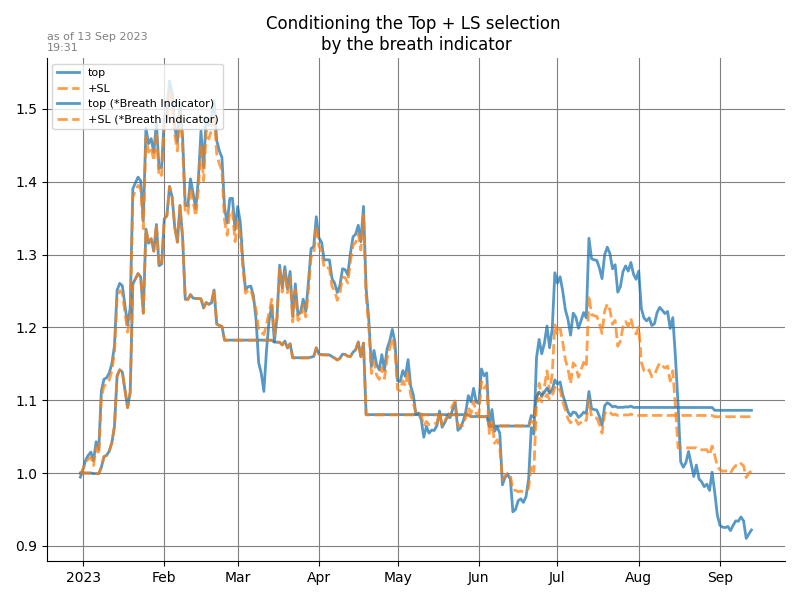 Conditioning the Top + LS selection
by the breath indicator
as of 13 Sep 2023
19:31
top
+SL
top (*Breath Indicator)
+SL (*Breath Indicator)
1.5
1.4
1.3
1.2
1.1
1.0
0.9
2023 Feb Mar Apr May Jun Jul Aug Sep